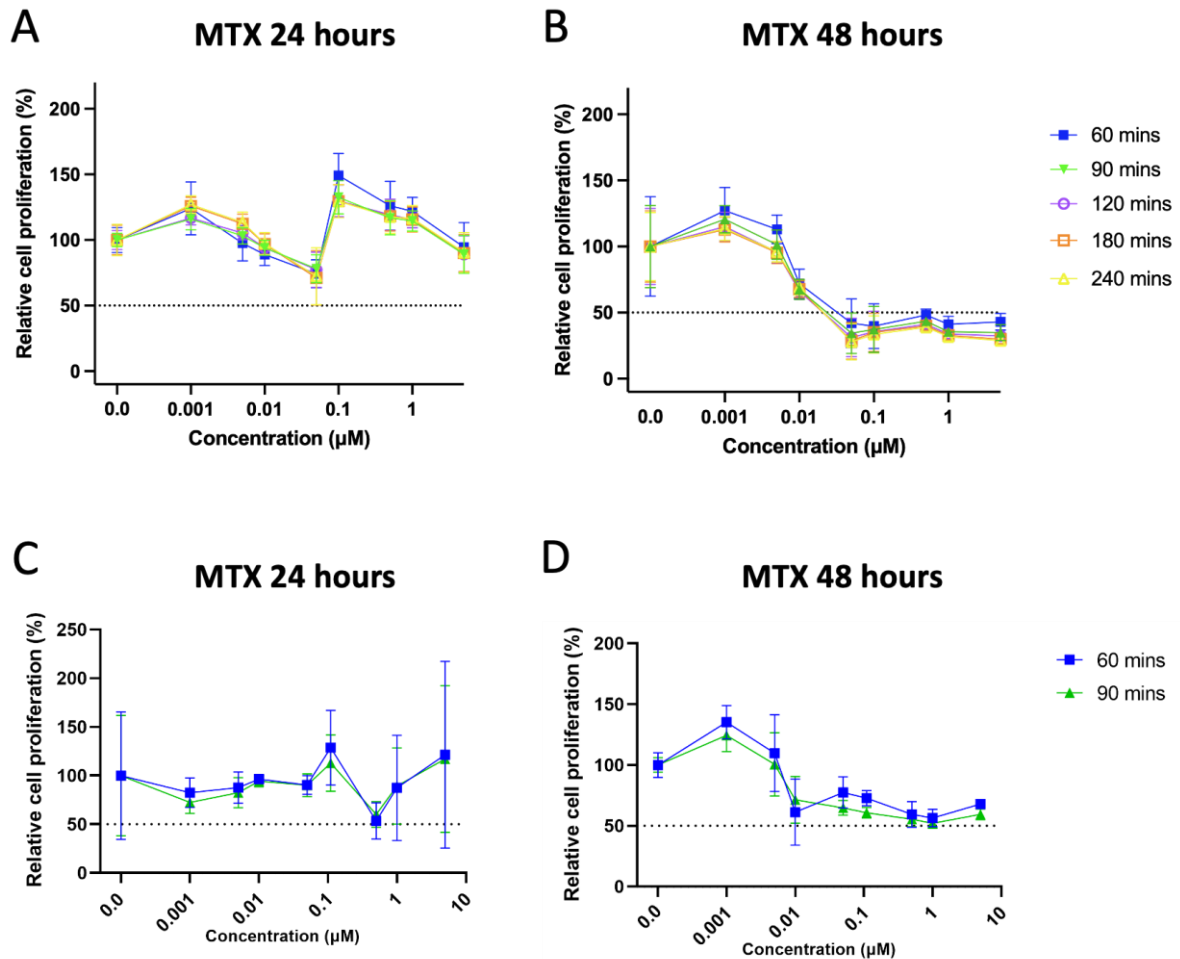 A
MTX 24 hours
Relative cell proliferation (%)
200
150
100
50
0
0.0
0.001
0.01
0.1
1
Concentration (µM)
B
MTX 48 hours
Relative cell proliferation (%)
200
150
100
50
0
0.0
0.001
0.01
0.1
1
Concentration (µM)
60 mins
90 mins
120 mins
180 mins
240 mins
C
MTX 24 hours
Relative cell proliferation (%)
250
200
150
100
50
0
0.0
0.001
0.01
0.1
1
10
Concentration (µM)
D
MTX 48 hours
Relative cell proliferation (%)
200
150
100
50
0
0.0
0.001
0.01
0.1
1
10
Concentration (µM)
60 mins
90 mins